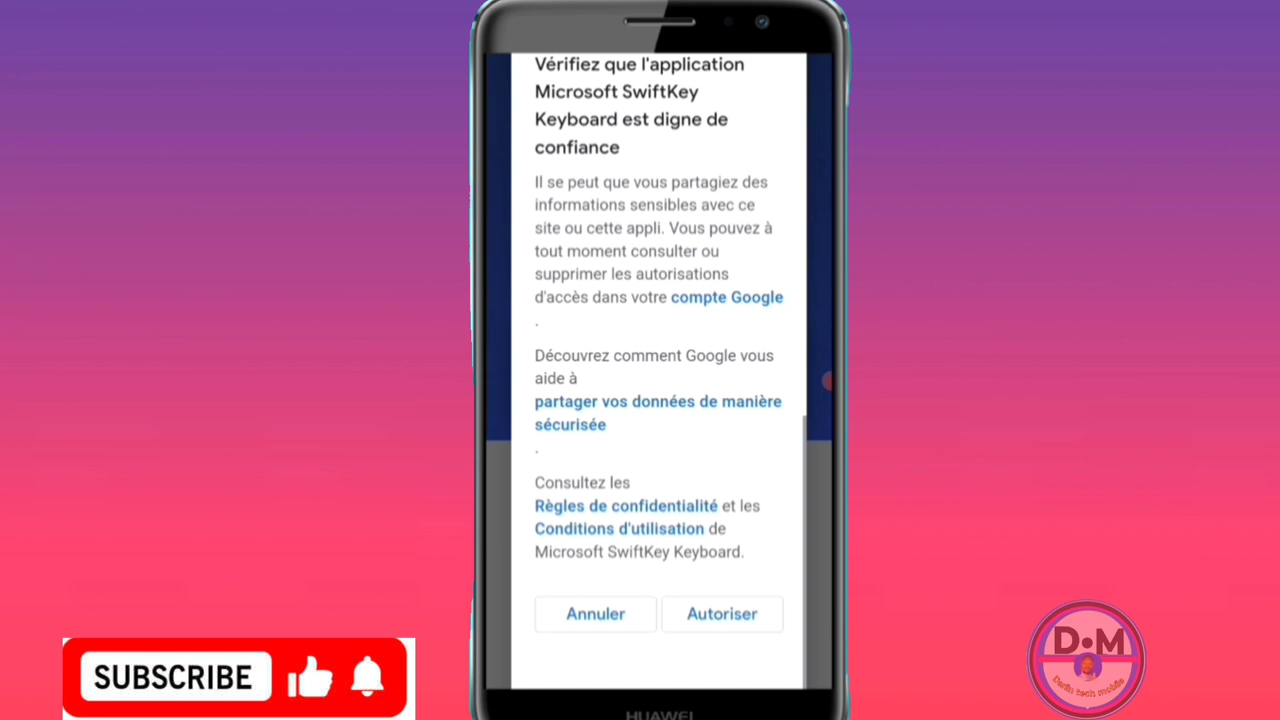 Vérifiez que l'application
Microsoft SwiftKey
Keyboard est digne de
confiance
Il se peut que vous partagiez des
informations sensibles avec ce
site ou cette appli. Vous pouvez à
tout moment consulter ou
supprimer les autorisations
d'accès dans votre compte Google
.
Découvrez comment Google vous
aide à
partager vos données de manière
sécurisée
.
Consultez les
Règles de confidentialité et les
Conditions d'utilisation de
Microsoft SwiftKey Keyboard.
Annuler Autoriser
SUBSCRIBE
D•M
HUAWEI